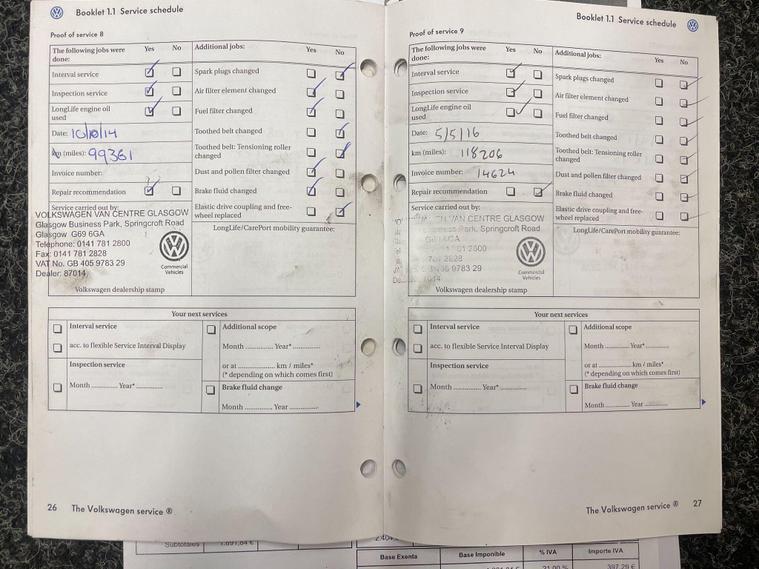 Booklet 1.1 Service schedule
Proof of service 8
The following jobs were done: Yes No
Additional jobs: Yes No
Interval service
Inspection service
LongLife engine oil used
Date: 10/10/14
km (miles): 99361
Invoice number:
Repair recommendation
Spark plugs changed
Air filter element changed
Fuel filter changed
Toothed belt changed
Toothed belt: Tensioning roller changed
Dust and pollen filter changed
Brake fluid changed
Elastic drive coupling and free-wheel replaced
Service carried out by:
VOLKSWAGEN VAN CENTRE GLASGOW
Glasgow Business Park, Springcroft Road
Glasgow G69 6GA
Telephone: 0141 781 2800
Fax: 0141 781 2828
VAT No. GB 405 9783 29
Dealer: 87014
Commercial Vehicles
Volkswagen dealership stamp
LongLife/CarePort mobility guarantee:
Your next services
Interval service
acc. to flexible Service Interval Display
Inspection service
Month ............ Year* ............
Additional scope
Month ............ Year* ............
or at ............ km / miles*
(* depending on which comes first)
Brake fluid change
Month ............ Year ............
26 The Volkswagen service ®
Booklet 1.1 Service schedule
Proof of service 9
The following jobs were done: Yes No
Additional jobs: Yes No
Interval service
Inspection service
LongLife engine oil used
Date: 5/5/16
km (miles): 118206
Invoice number: 14624
Repair recommendation
Spark plugs changed
Air filter element changed
Fuel filter changed
Toothed belt changed
Toothed belt: Tensioning roller changed
Dust and pollen filter changed
Brake fluid changed
Elastic drive coupling and free-wheel replaced
Service carried out by:
VAN CENTRE GLASGOW
Park, Springcroft Road
781 2800
2828
9783 29
Commercial Vehicles
Volkswagen dealership stamp
LongLife/CarePort mobility guarantee:
Your next services
Interval service
acc. to flexible Service Interval Display
Inspection service
Month ............ Year* ............
Additional scope
Month ............ Year* ............
or at ............ km / miles*
(* depending on which comes first)
Brake fluid change
Month ............ Year ............
The Volkswagen service ® 27
Subtotales
Base Exenta Base Imponible % IVA Importe IVA
21,00 % 397,29 €